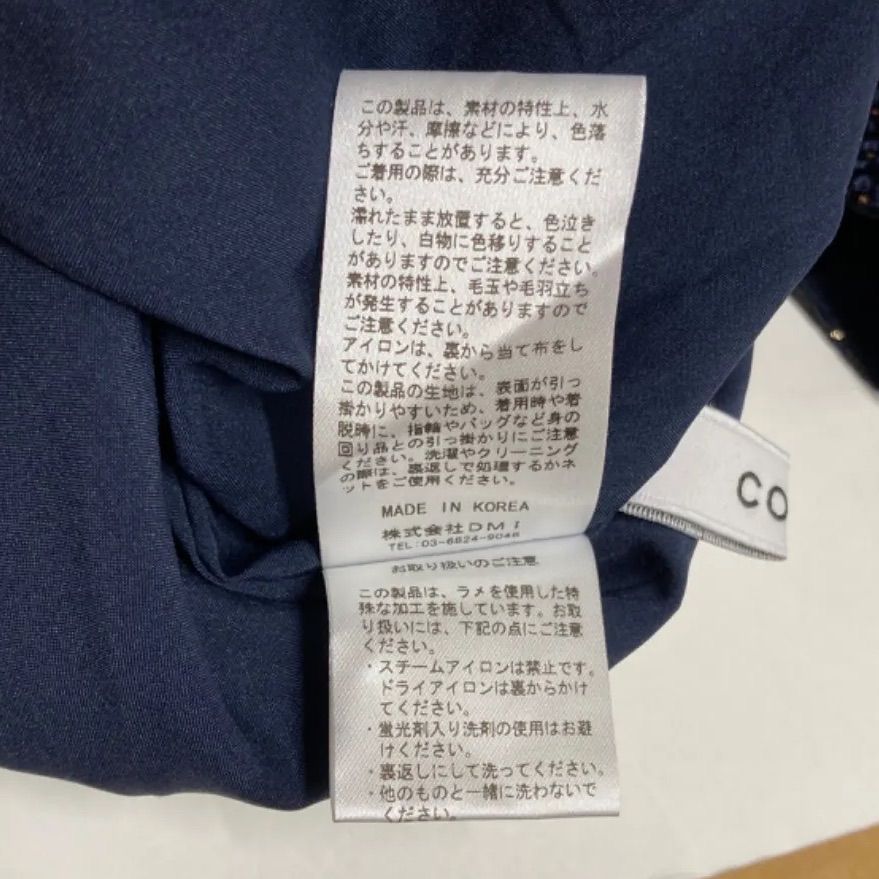 この製品は、素材の特性上、水
分や汗、摩擦などにより、色落
ちすることがあります。
ご着用の際は、充分ご注意くだ
さい。
濡れたまま放置すると、色泣き
したり、白物に色移りすること
がありますのでご注意ください。
素材の特性上、毛玉や毛羽立ち
が発生することがありますので
ご注意ください。
アイロンは、裏から当て布をし
てかけてください。
この製品の生地は、表面が引っ
掛かりやすいため、着用時や着
脱時に、指輪やバッグなど身の
回り品との引っ掛かりにご注意
ください。洗濯やクリーニング
の際は、裏返しで処理するかネ
ットをご使用ください。
MADE IN KOREA
株式会社DMI
TEL:03-6824-9046
お取り扱いのご注意
この製品は、ラメを使用した特
殊な加工を施しています。お取
り扱いには、下記の点にご注意
ください。
・スチームアイロンは禁止です。
ドライアイロンは裏からかけ
てください。
・蛍光剤入り洗剤の使用はお避
けください。
・裏返しにして洗ってください。
・他のものと一緒に洗わないで
ください。
CO